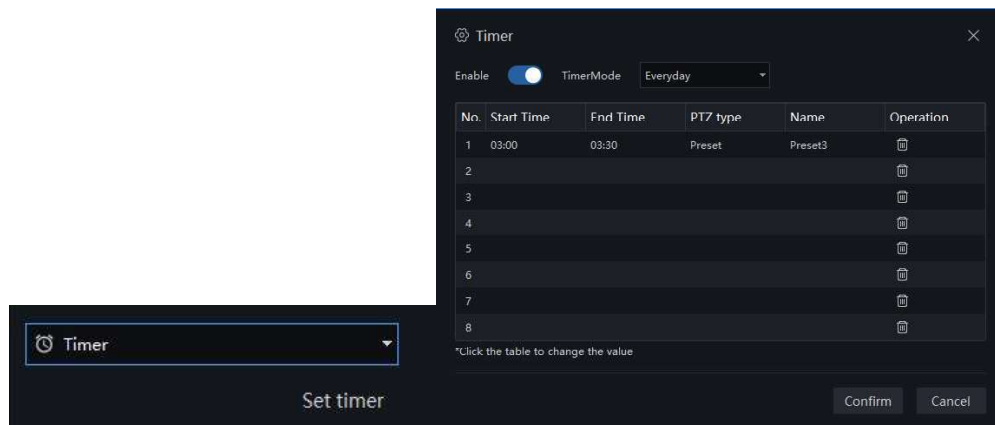 Timer
Enable TimerMode Everyday
No. Start Time End Time PTZ type Name Operation
1 03:00 03:30 Preset Preset3
2
3
4
5
6
7
8
*Click the table to change the value
Confirm Cancel
Timer
Set timer